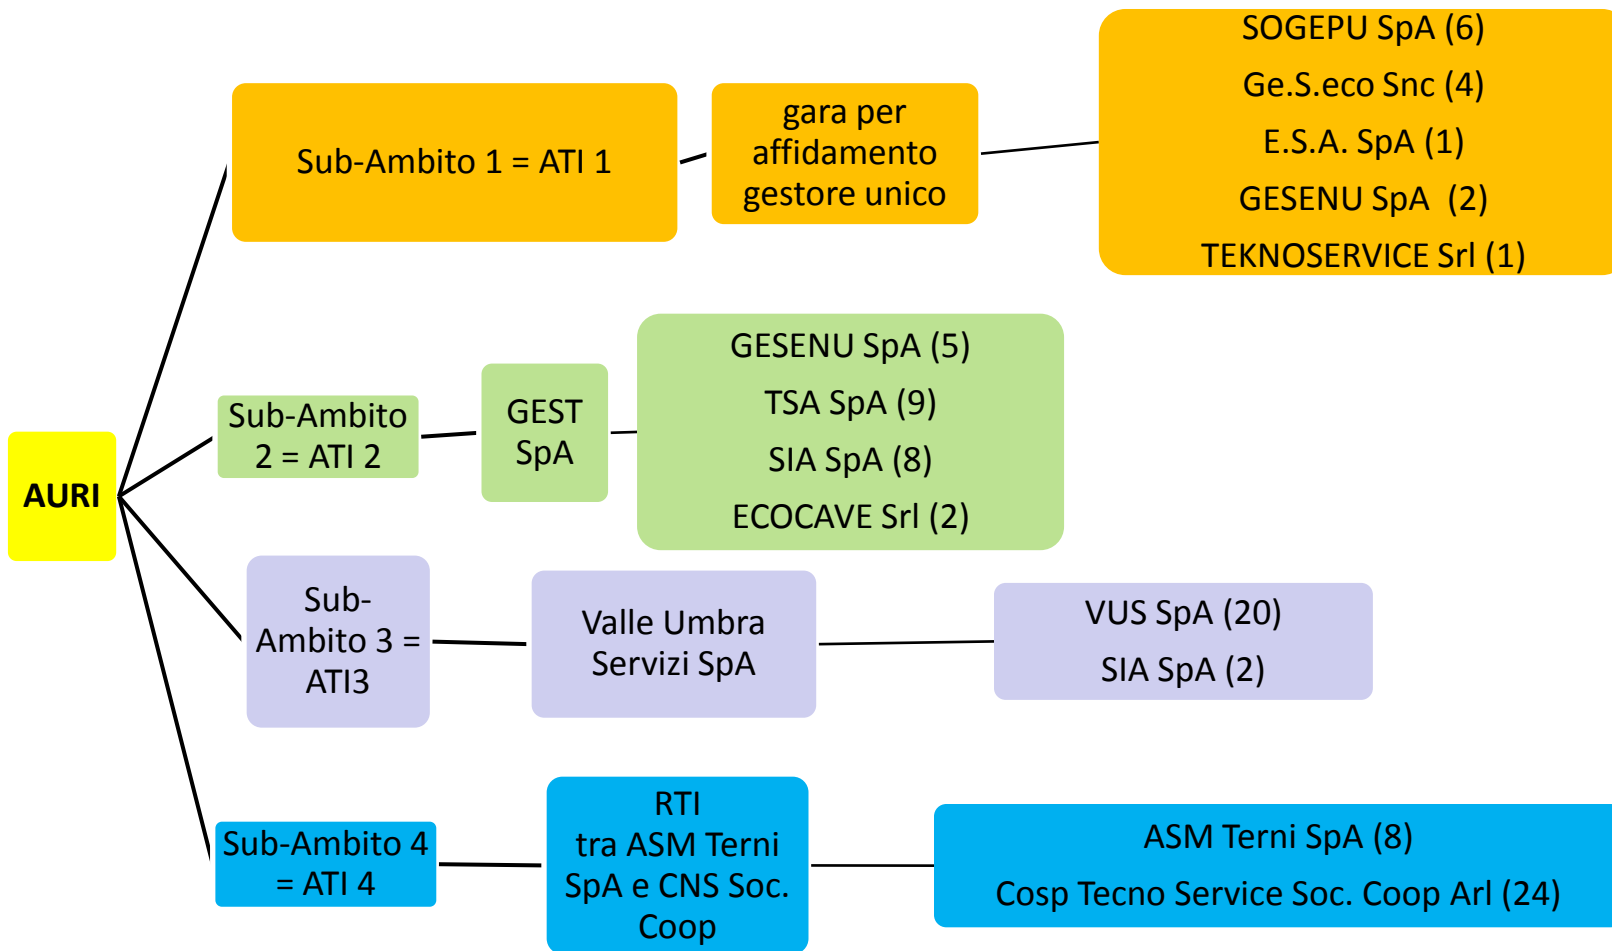 AURI
Sub-Ambito 1 = ATI 1
gara per
affidamento
gestore unico
SOGEPU SpA (6)
Ge.S.eco Snc (4)
E.S.A. SpA (1)
GESENU SpA  (2)
TEKNOSERVICE Srl (1)
Sub-Ambito
2 = ATI 2
GEST
SpA
GESENU SpA (5)
TSA SpA (9)
SIA SpA (8)
ECOCAVE Srl (2)
Sub-
Ambito 3 =
ATI3
Valle Umbra
Servizi SpA
VUS SpA (20)
SIA SpA (2)
Sub-Ambito 4
= ATI 4
RTI
tra ASM Terni
SpA e CNS Soc.
Coop
ASM Terni SpA (8)
Cosp Tecno Service Soc. Coop Arl (24)